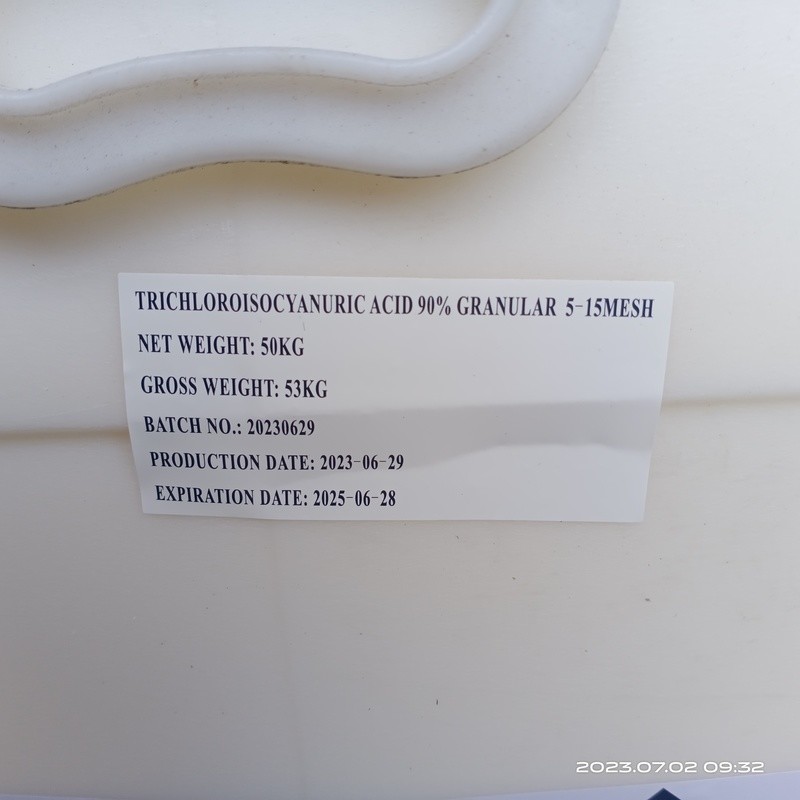 TRICHLOROISOCYANURIC ACID 90% GRANULAR 5-15MESH
NET WEIGHT: 50KG
GROSS WEIGHT: 53KG
BATCH NO.: 20230629
PRODUCTION DATE: 2023-06-29
EXPIRATION DATE: 2025-06-28
2023.07.02 09:32